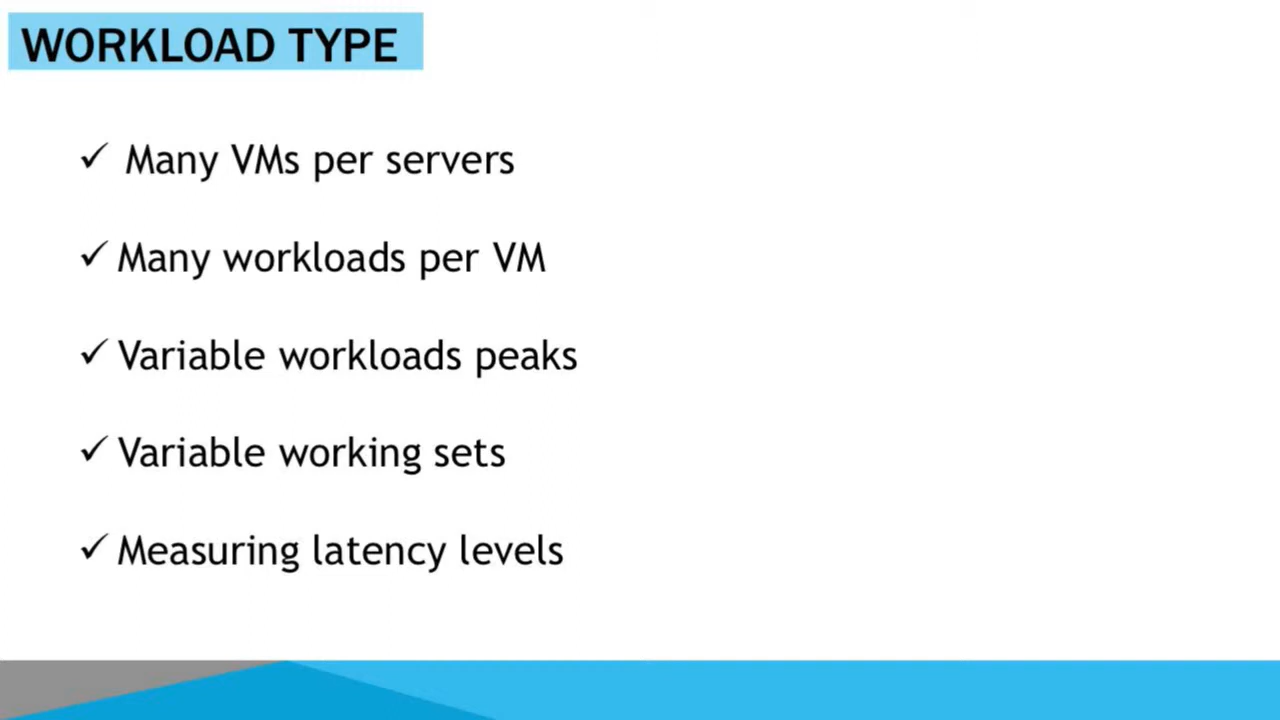 WORKLOAD TYPE
✓ Many VMs per servers
✓ Many workloads per VM
✓ Variable workloads peaks
✓ Variable working sets
✓ Measuring latency levels